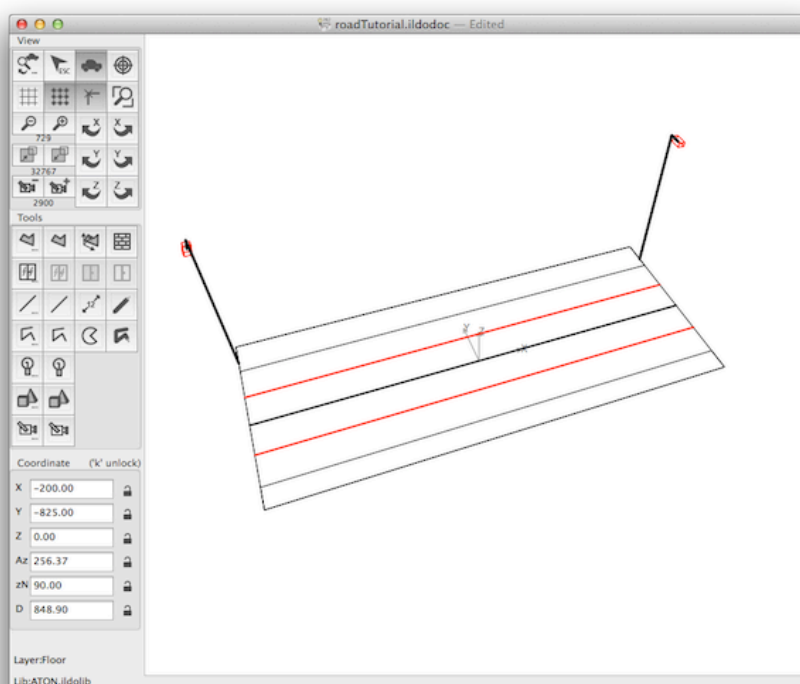 roadTutorial.ildodoc — Edited
View
ESC
X X
729
Y Y
32767
Z Z
2900
Tools
Y Z X
Coordinate ('k' unlock)
X -200.00
Y -825.00
Z 0.00
Az 256.37
zN 90.00
D 848.90
Layer:Floor
Lib:ATON.ildolib